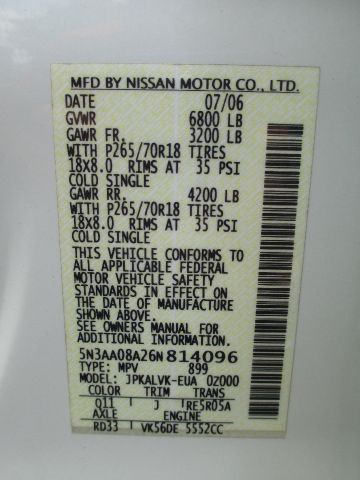 MFD BY NISSAN MOTOR CO., LTD.
DATE 07/06
GVWR 6800 LB
GAWR FR. 3200 LB
WITH P265/70R18 TIRES
18X8.0 RIMS AT 35 PSI
COLD SINGLE
GAWR RR. 4200 LB
WITH P265/70R18 TIRES
18X8.0 RIMS AT 35 PSI
COLD SINGLE
THIS VEHICLE CONFORMS TO
ALL APPLICABLE FEDERAL
MOTOR VEHICLE SAFETY
STANDARDS IN EFFECT ON
THE DATE OF MANUFACTURE
SHOWN ABOVE.
SEE OWNERS MANUAL FOR
ADDITIONAL INFORMATION.
5N3AA08A26N814096
TYPE: MPV 899
MODEL: JPKALVK-EUA 0Z000
COLOR TRIM TRANS
Q11 J RE5R05A
AXLE ENGINE
RD33 VK56DE 5552CC